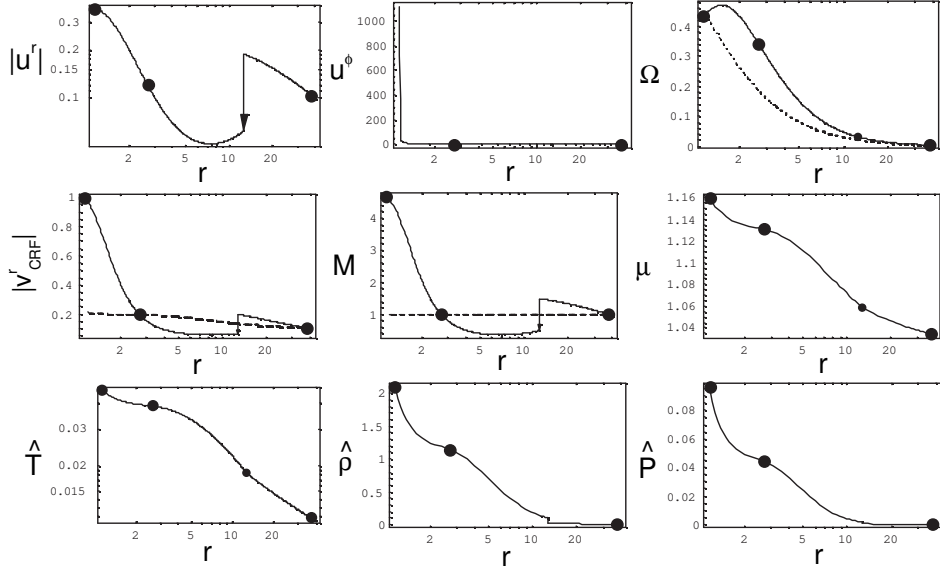 |u^r|
0.3
0.2
0.15
0.1
2 5 10 20
r
u^ϕ
1000
800
600
400
200
0
2 5 10 20
r
Ω
0.4
0.3
0.2
0.1
0
2 5 10 20
r
|v^r_CRF|
1
0.8
0.6
0.4
0.2
2 5 10 20
r
M
4
3
2
1
2 5 10 20
r
μ
1.16
1.14
1.12
1.1
1.08
1.06
1.04
2 5 10 20
r
T̂
0.03
0.02
0.015
2 5 10 20
r
ρ̂
2
1.5
1
0.5
0
2 5 10 20
r
P̂
0.08
0.06
0.04
0.02
0
2 5 10 20
r